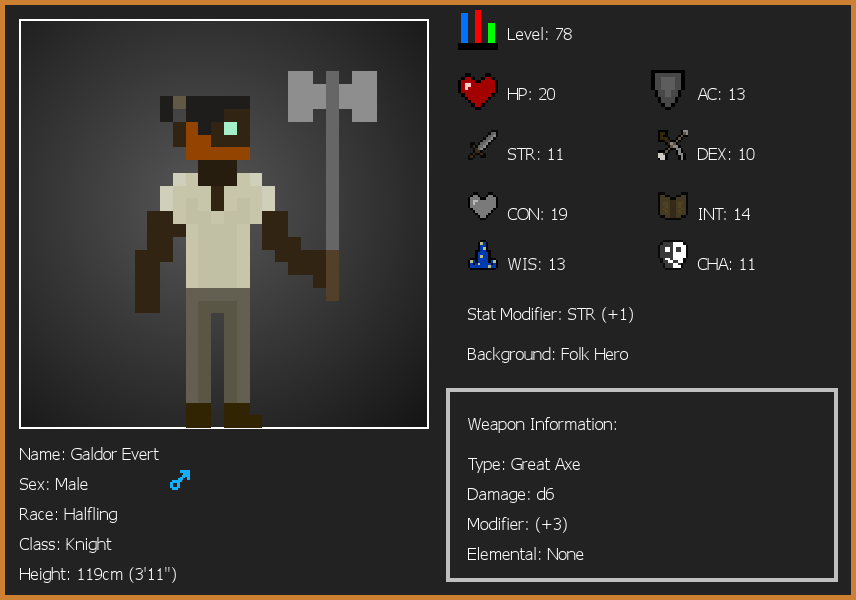 Level: 78
HP: 20
AC: 13
STR: 11
DEX: 10
CON: 19
INT: 14
WIS: 13
CHA: 11
Stat Modifier: STR (+1)
Background: Folk Hero
Weapon Information:
Type: Great Axe
Damage: d6
Modifier: (+3)
Elemental: None
Name: Galdor Evert
Sex: Male
Race: Halfling
Class: Knight
Height: 119cm (3'11")